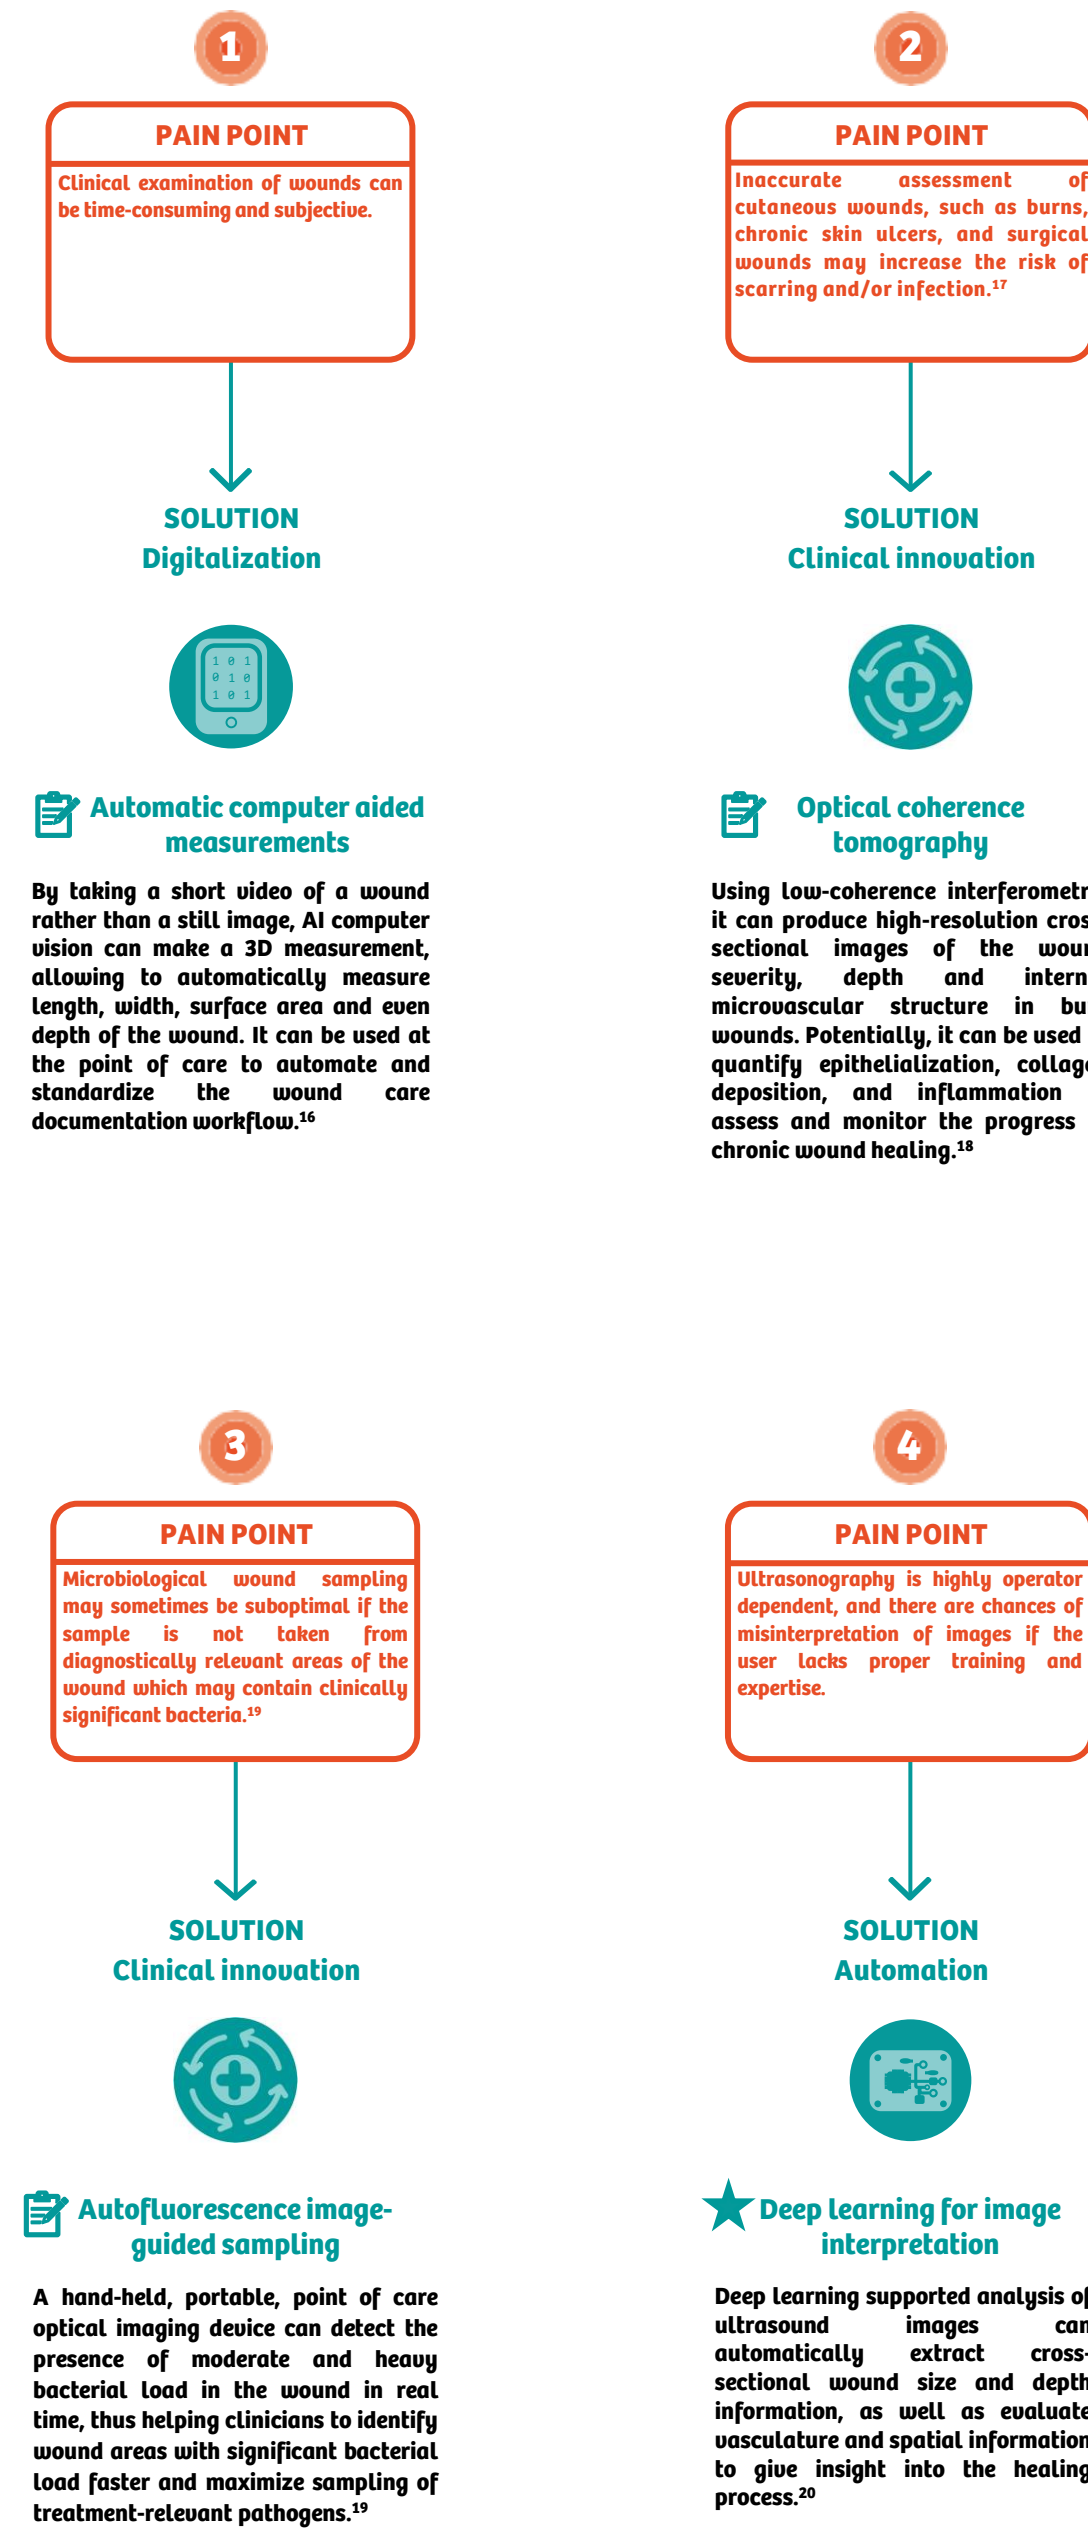 1
PAIN POINT
Clinical examination of wounds can
be time-consuming and subjective.
SOLUTION
Digitalization
1 0 1
0 1 0
1 0 1
Automatic computer aided
measurements
By taking a short video of a wound
rather than a still image, AI computer
vision can make a 3D measurement,
allowing to automatically measure
length, width, surface area and even
depth of the wound. It can be used at
the point of care to automate and
standardize the wound care
documentation workflow.¹⁶
2
PAIN POINT
Inaccurate assessment of
cutaneous wounds, such as burns,
chronic skin ulcers, and surgical
wounds may increase the risk of
scarring and/or infection.¹⁷
SOLUTION
Clinical innovation
Optical coherence
tomography
Using low-coherence interferometr
it can produce high-resolution cros
sectional images of the woun
severity, depth and intern
microvascular structure in bu
wounds. Potentially, it can be used
quantify epithelialization, collage
deposition, and inflammation
assess and monitor the progress
chronic wound healing.¹⁸
3
PAIN POINT
Microbiological wound sampling
may sometimes be suboptimal if the
sample is not taken from
diagnostically relevant areas of the
wound which may contain clinically
significant bacteria.¹⁹
SOLUTION
Clinical innovation
Autofluorescence image-
guided sampling
A hand-held, portable, point of care
optical imaging device can detect the
presence of moderate and heavy
bacterial load in the wound in real
time, thus helping clinicians to identify
wound areas with significant bacterial
load faster and maximize sampling of
treatment-relevant pathogens.¹⁹
4
PAIN POINT
Ultrasonography is highly operator
dependent, and there are chances of
misinterpretation of images if the
user lacks proper training and
expertise.
SOLUTION
Automation
Deep learning for image
interpretation
Deep learning supported analysis of
ultrasound images can
automatically extract cross-
sectional wound size and depth
information, as well as evaluate
vasculature and spatial information
to give insight into the healing
process.²⁰